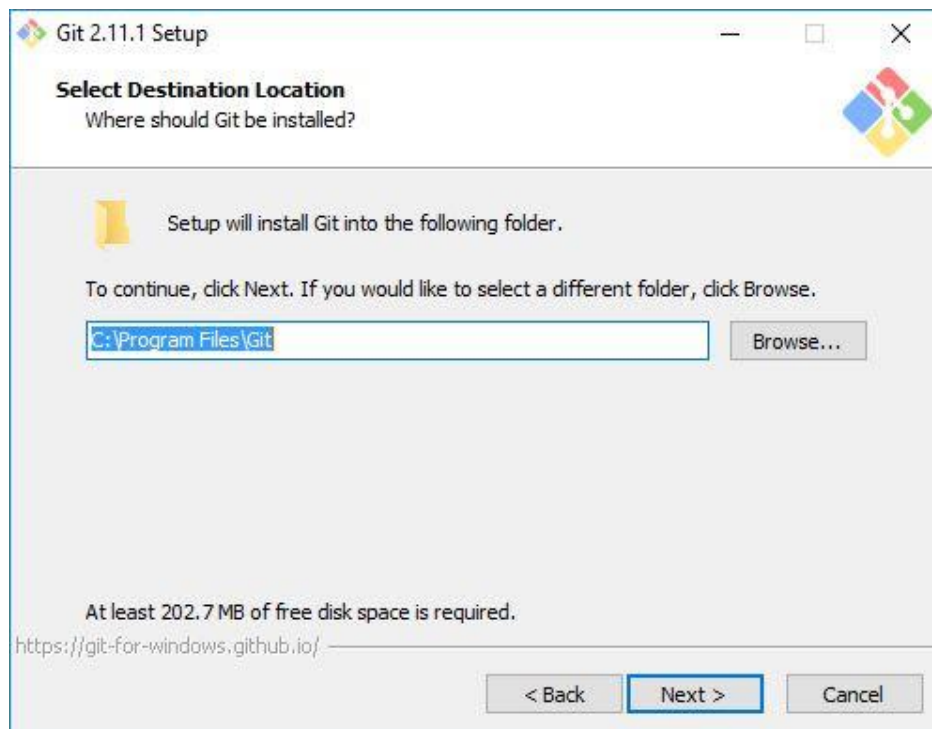 Git 2.11.1 Setup
Select Destination Location
Where should Git be installed?
Setup will install Git into the following folder.
To continue, click Next. If you would like to select a different folder, click Browse.
C:\Program Files\Git
Browse...
At least 202.7 MB of free disk space is required.
https://git-for-windows.github.io/
< Back
Next >
Cancel